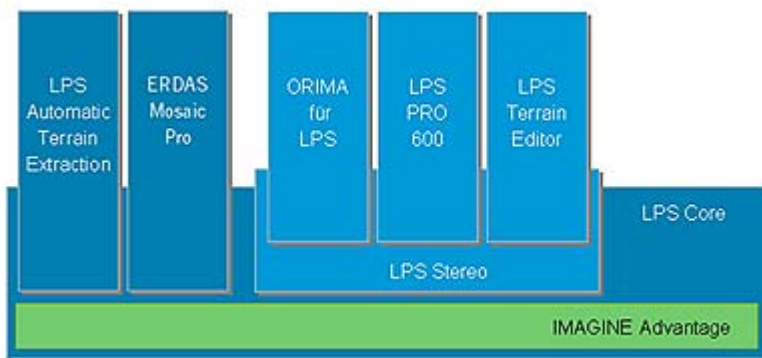 LPS
Automatic
Terrain
Extraction
ERDAS
Mosaic
Pro
ORIMA
für
LPS
LPS
PRO
600
LPS
Terrain
Editor
LPS Core
LPS Stereo
IMAGINE Advantage